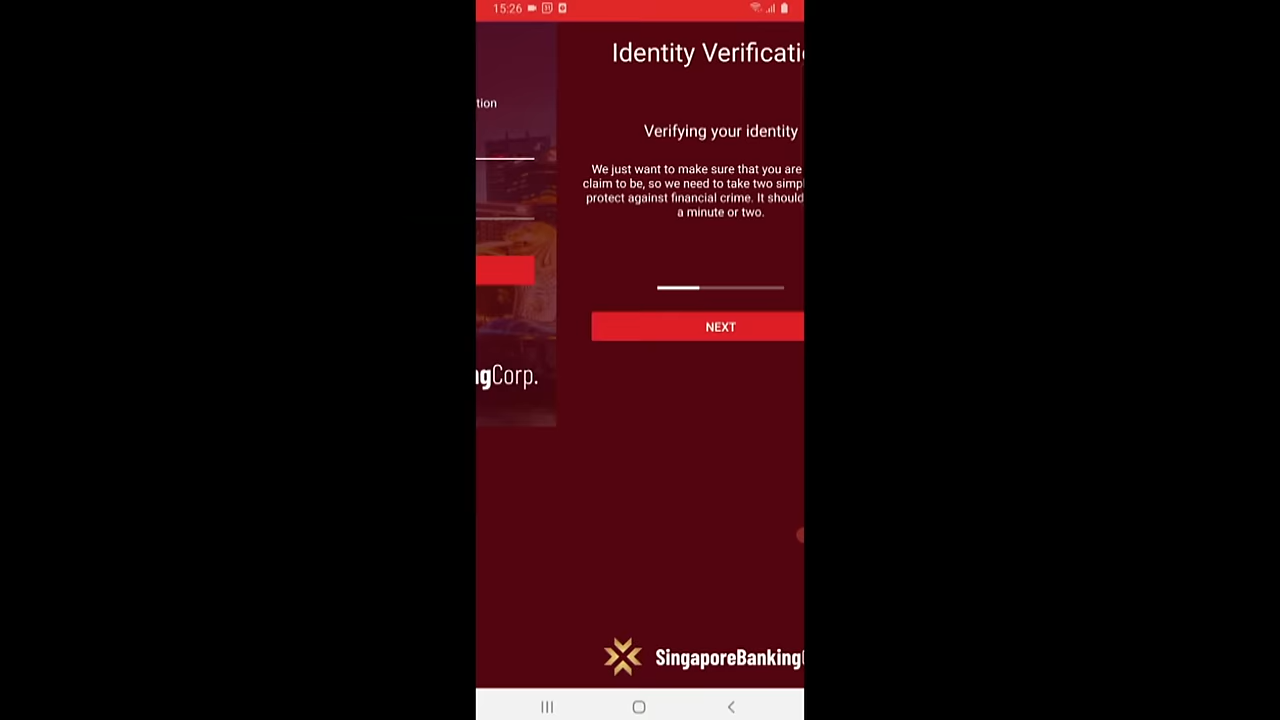 15:26
Identity Verificati
tion
Verifying your identity
We just want to make sure that you are
claim to be, so we need to take two simpl
protect against financial crime. It should
a minute or two.
NEXT
ngCorp.
SingaporeBanking